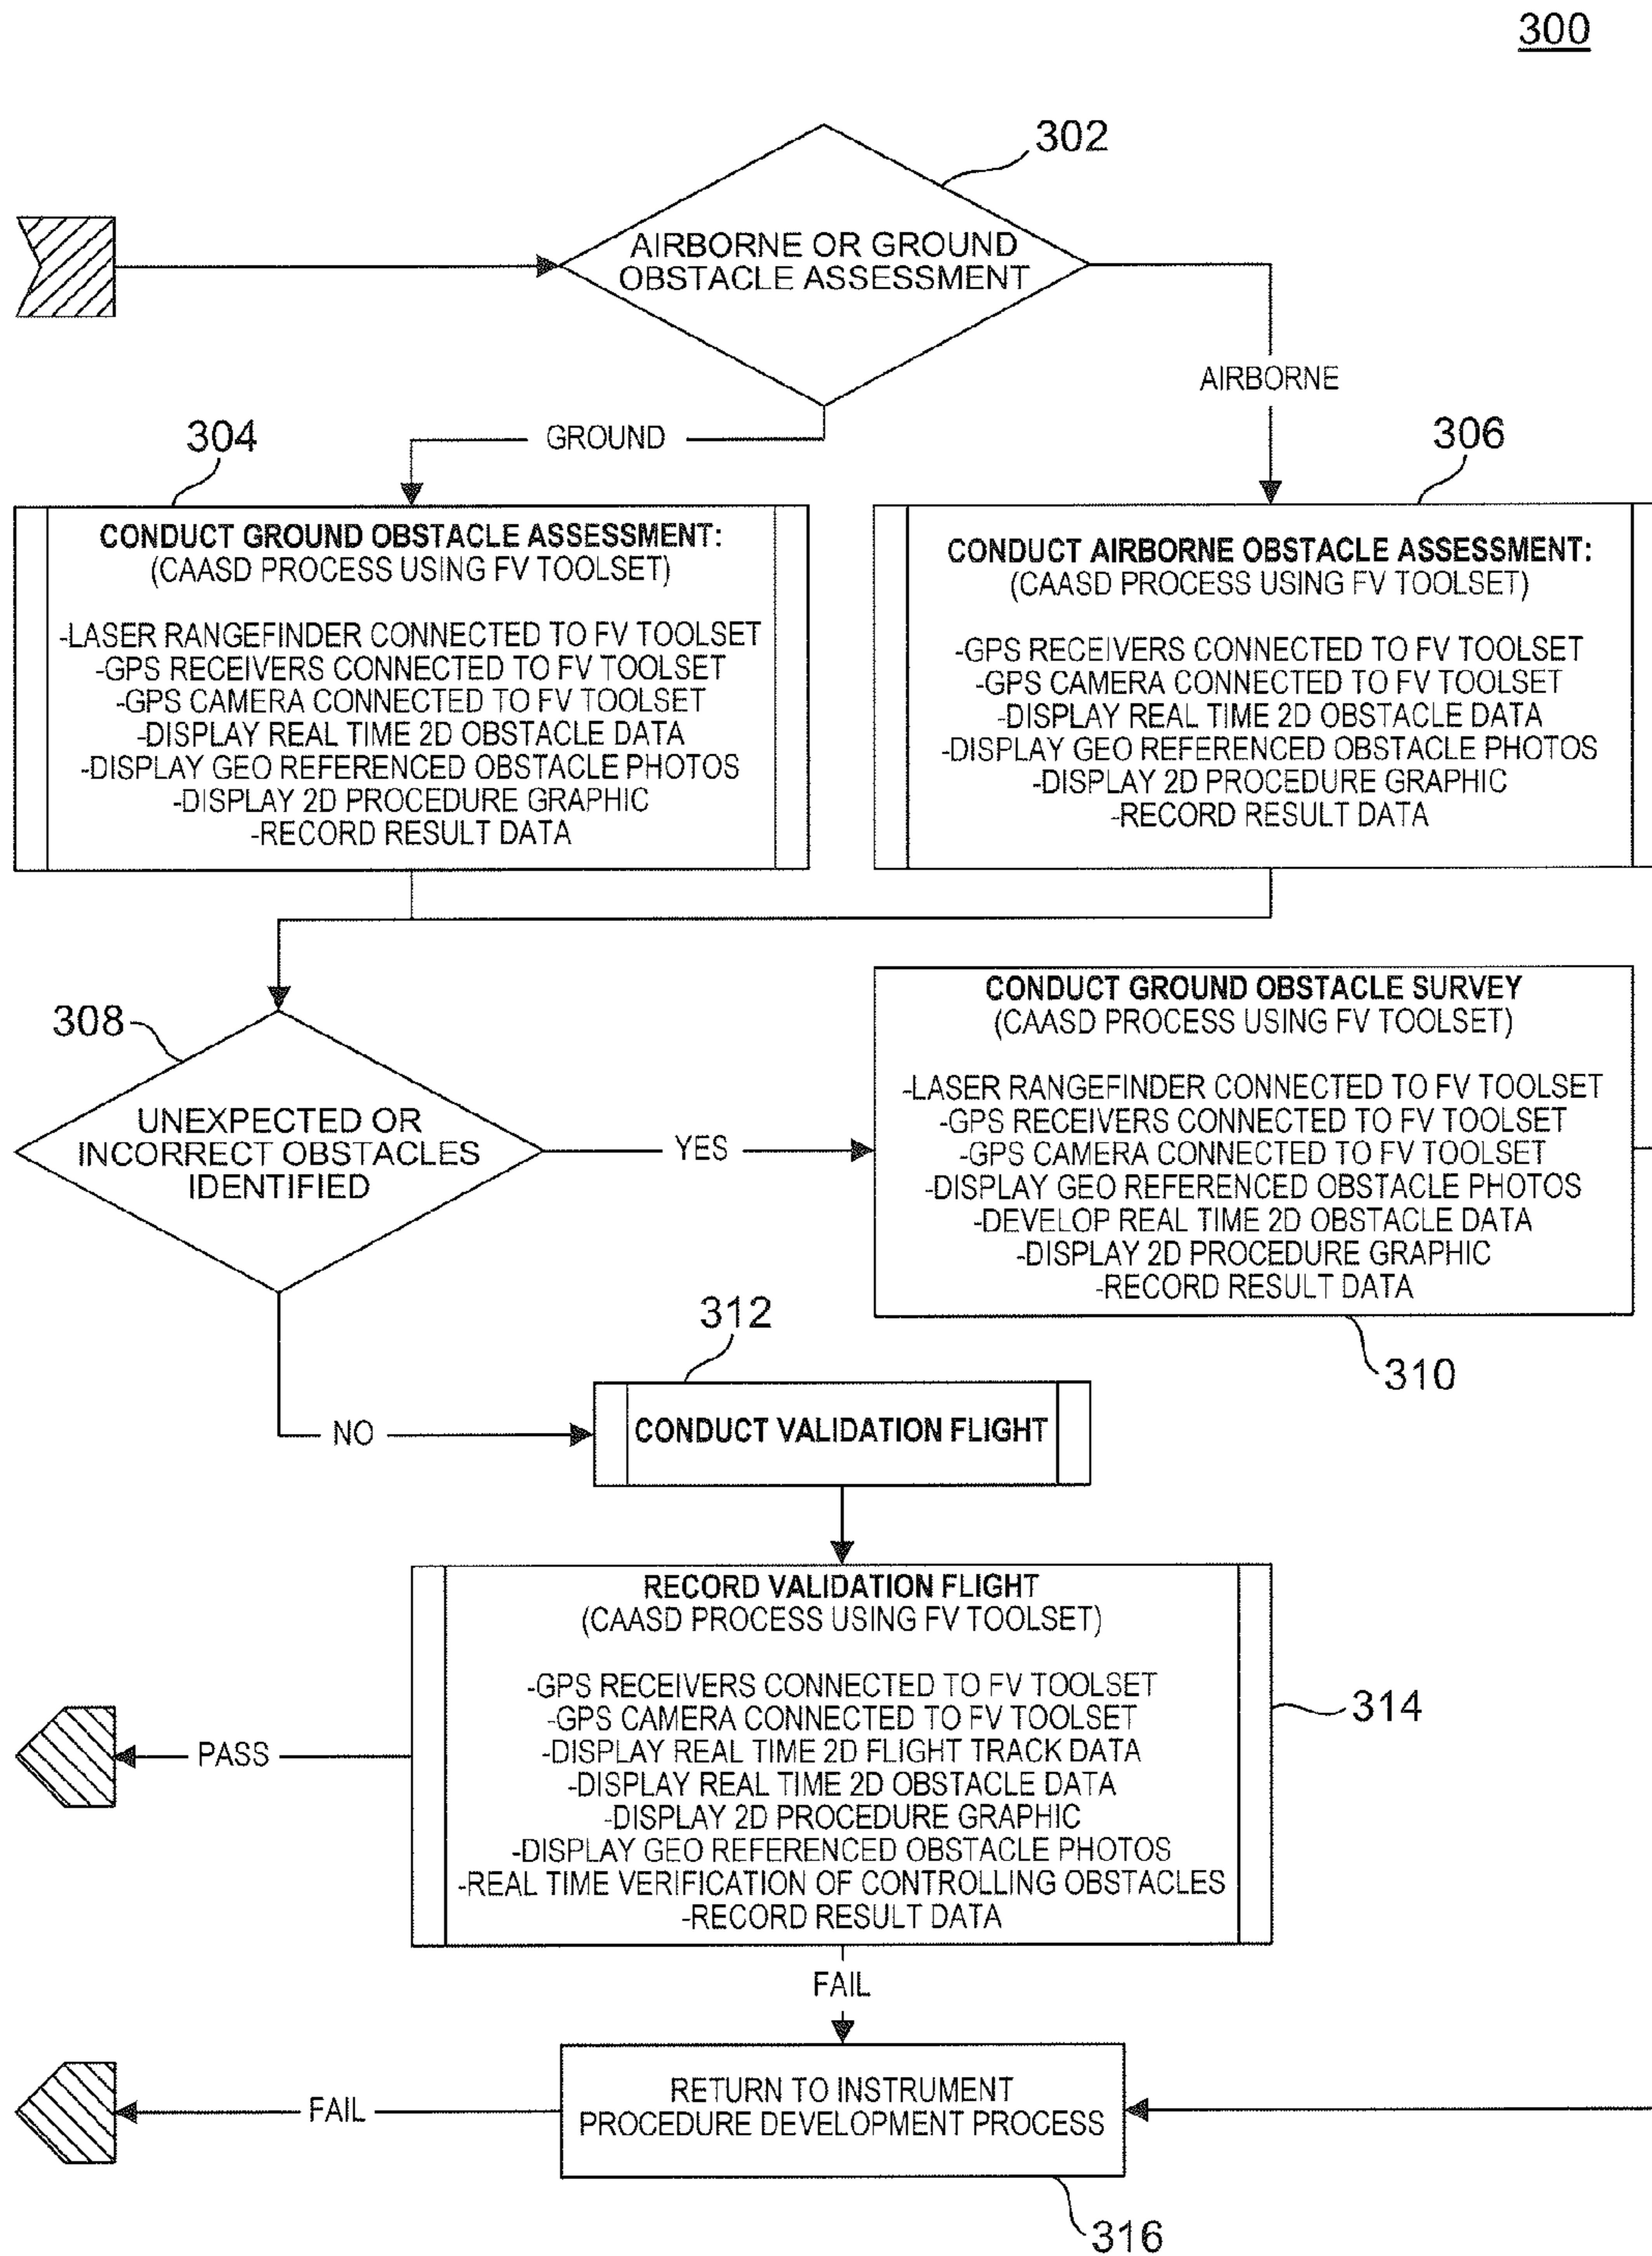 300
302
AIRBORNE OR GROUND
OBSTACLE ASSESSMENT
AIRBORNE
GROUND
304
306
CONDUCT GROUND OBSTACLE ASSESSMENT:
(CAASD PROCESS USING FV TOOLSET)
-LASER RANGEFINDER CONNECTED TO FV TOOLSET
-GPS RECEIVERS CONNECTED TO FV TOOLSET
-GPS CAMERA CONNECTED TO FV TOOLSET
-DISPLAY REAL TIME 2D OBSTACLE DATA
-DISPLAY GEO REFERENCED OBSTACLE PHOTOS
-DISPLAY 2D PROCEDURE GRAPHIC
-RECORD RESULT DATA
CONDUCT AIRBORNE OBSTACLE ASSESSMENT:
(CAASD PROCESS USING FV TOOLSET)
-GPS RECEIVERS CONNECTED TO FV TOOLSET
-GPS CAMERA CONNECTED TO FV TOOLSET
-DISPLAY REAL TIME 2D OBSTACLE DATA
-DISPLAY GEO REFERENCED OBSTACLE PHOTOS
-DISPLAY 2D PROCEDURE GRAPHIC
-RECORD RESULT DATA
308
UNEXPECTED OR
INCORRECT OBSTACLES
IDENTIFIED
YES
CONDUCT GROUND OBSTACLE SURVEY
(CAASD PROCESS USING FV TOOLSET)
-LASER RANGEFINDER CONNECTED TO FV TOOLSET
-GPS RECEIVERS CONNECTED TO FV TOOLSET
-GPS CAMERA CONNECTED TO FV TOOLSET
-DISPLAY GEO REFERENCED OBSTACLE PHOTOS
-DEVELOP REAL TIME 2D OBSTACLE DATA
-DISPLAY 2D PROCEDURE GRAPHIC
-RECORD RESULT DATA
310
312
NO
CONDUCT VALIDATION FLIGHT
RECORD VALIDATION FLIGHT
(CAASD PROCESS USING FV TOOLSET)
-GPS RECEIVERS CONNECTED TO FV TOOLSET
-GPS CAMERA CONNECTED TO FV TOOLSET
-DISPLAY REAL TIME 2D FLIGHT TRACK DATA
-DISPLAY REAL TIME 2D OBSTACLE DATA
-DISPLAY 2D PROCEDURE GRAPHIC
-DISPLAY GEO REFERENCED OBSTACLE PHOTOS
-REAL TIME VERIFICATION OF CONTROLLING OBSTACLES
-RECORD RESULT DATA
314
PASS
FAIL
RETURN TO INSTRUMENT
PROCEDURE DEVELOPMENT PROCESS
FAIL
316